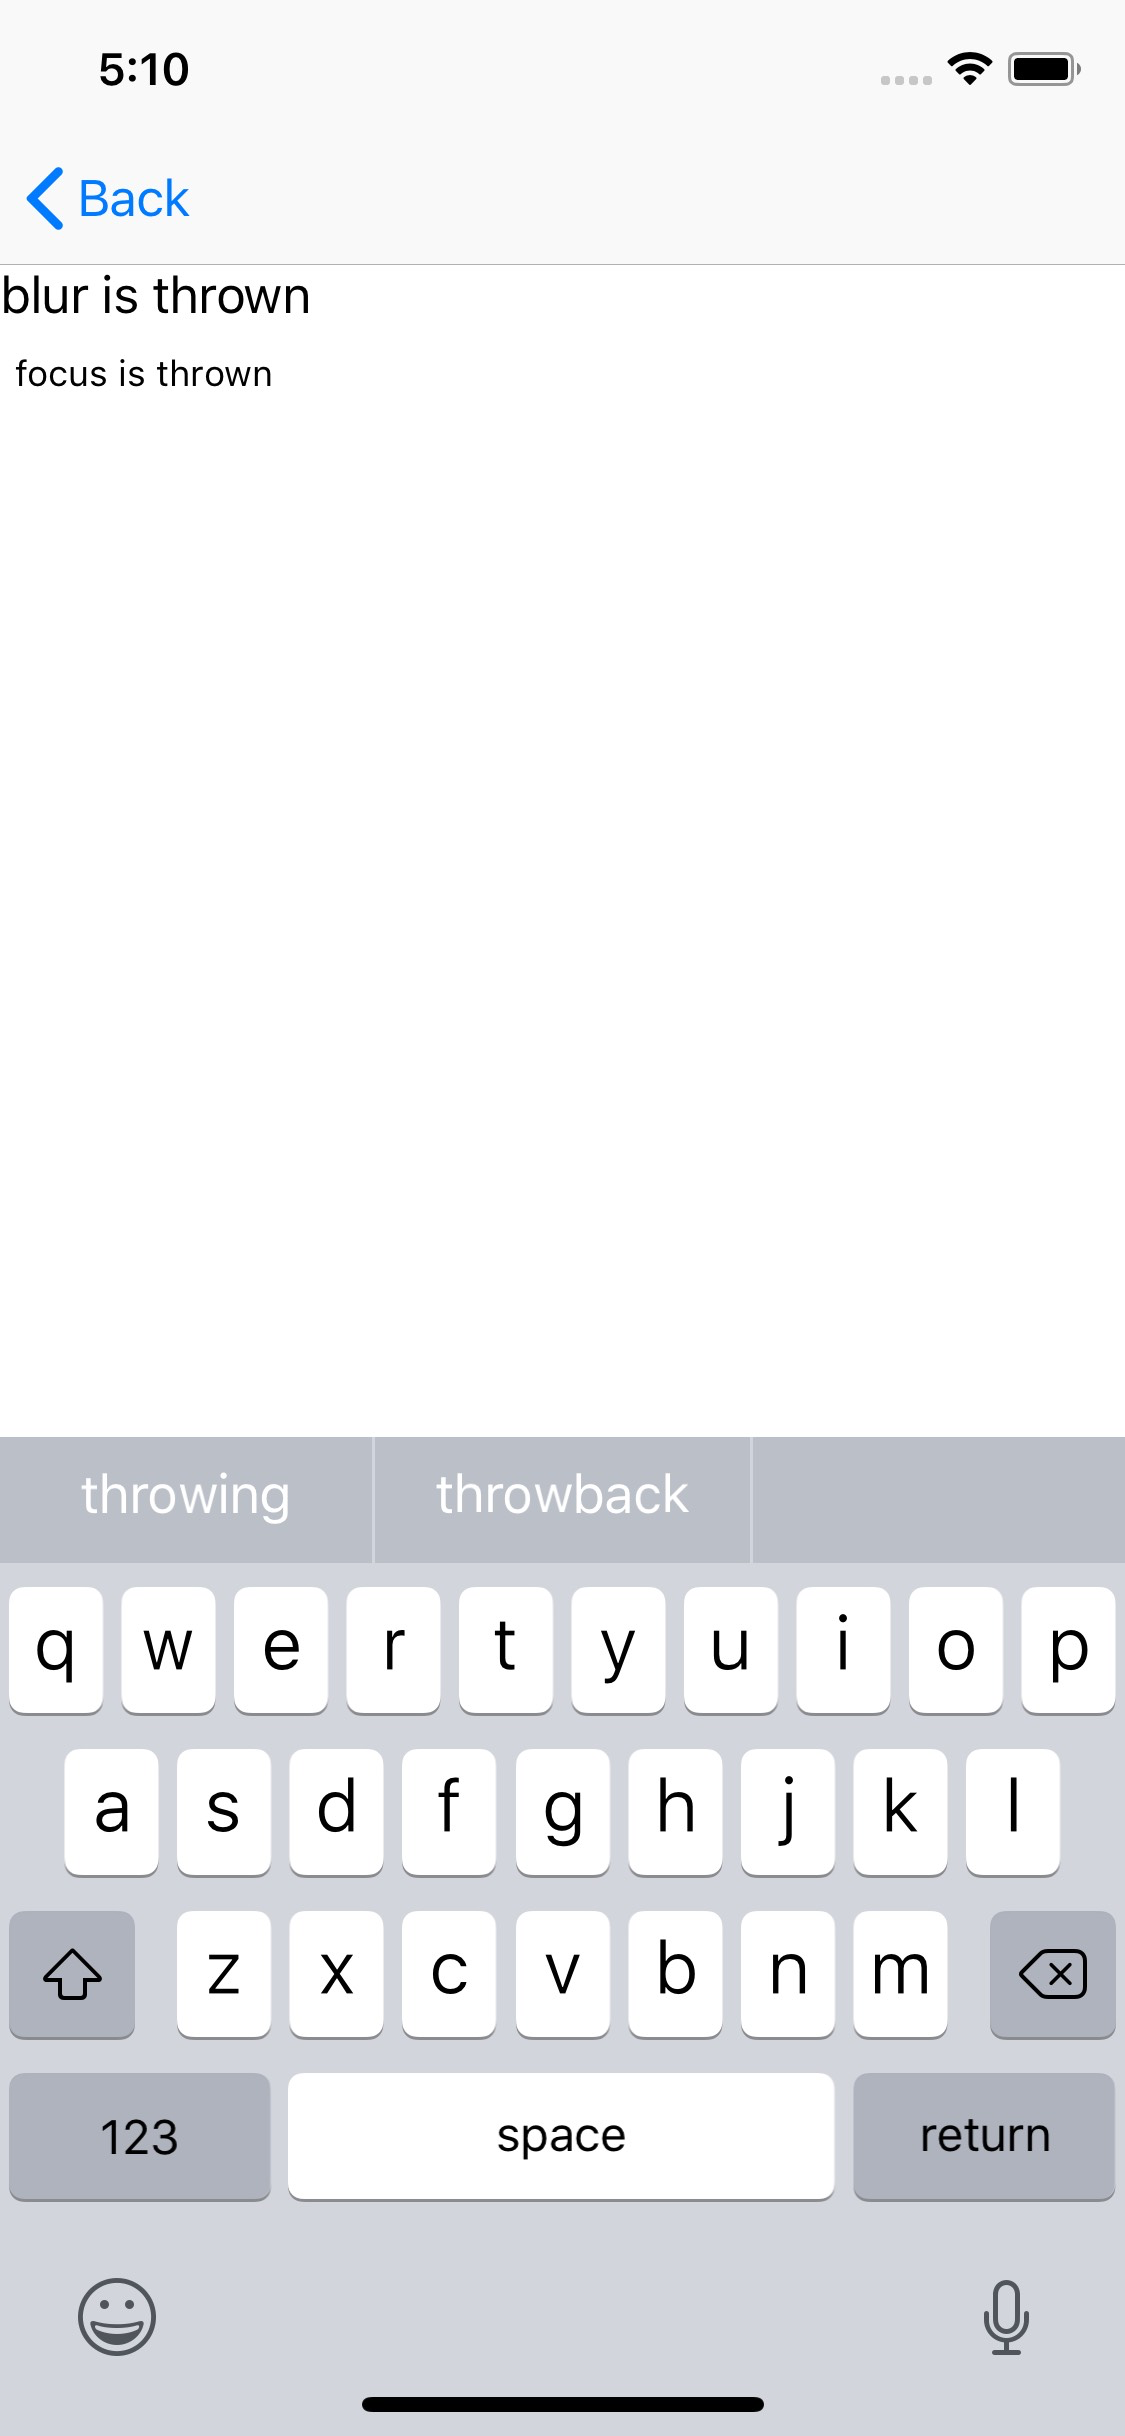 5:10
Back
blur is thrown
focus is thrown
throwing throwback
q w e r t y u i o p
a s d f g h j k l
z x c v b n m
123 space return